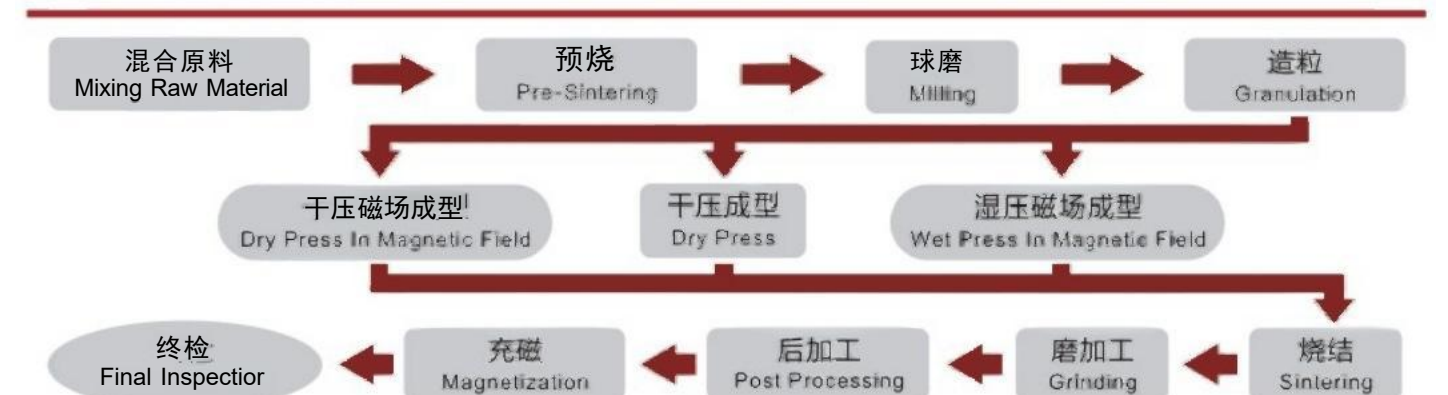 混合原料
Mixing Raw Material
预烧
Pre-Sintering
球磨
Milling
造粒
Granulation
干压磁场成型
Dry Press In Magnetic Field
干压成型
Dry Press
湿压磁场成型
Wet Press In Magnetic Field
终检
Final Inspectior
充磁
Magnetization
后加工
Post Processing
磨加工
Grinding
烧结
Sintering